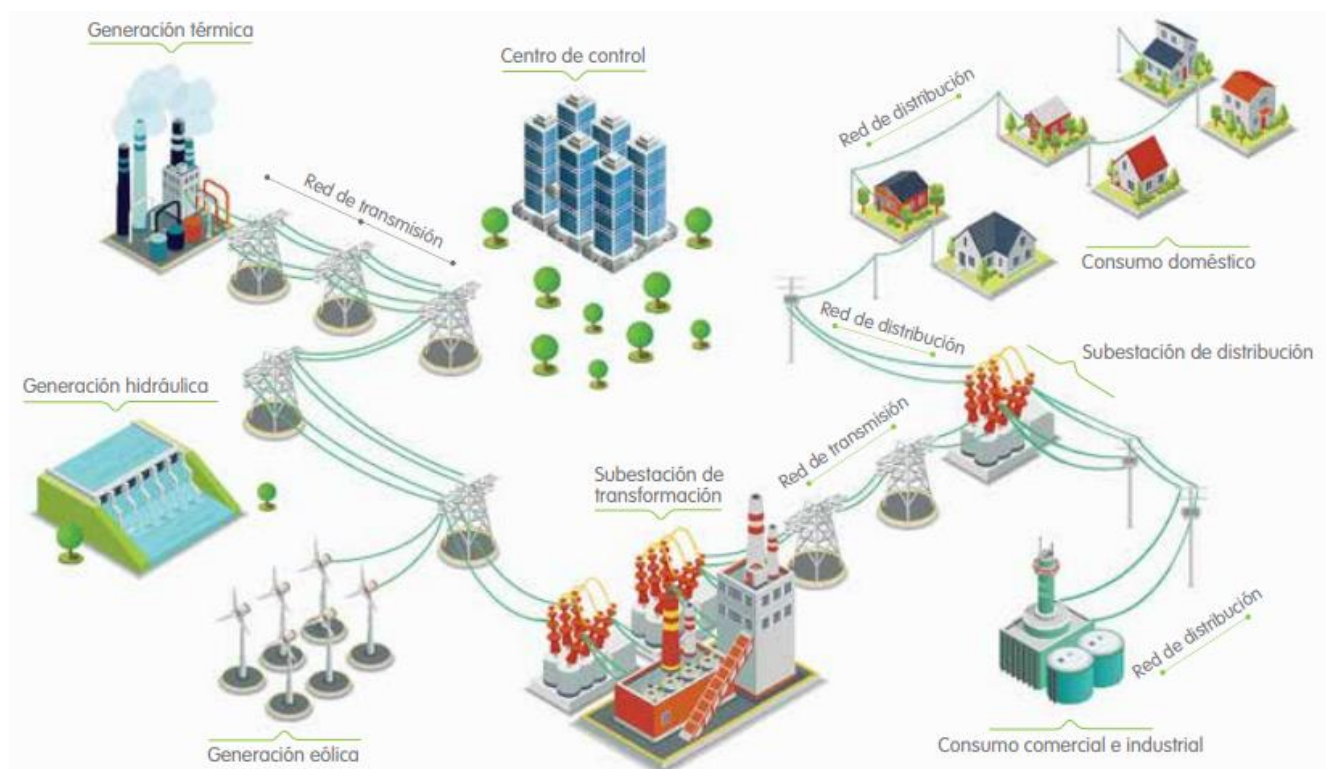 Generación térmica
Centro de control
Red de distribución
Red de transmisión
Consumo doméstico
Red de distribución
Subestación de distribución
Generación hidráulica
Red de transmisión
Subestación de
transformación
Red de distribución
Generación eólica
Consumo comercial e industrial